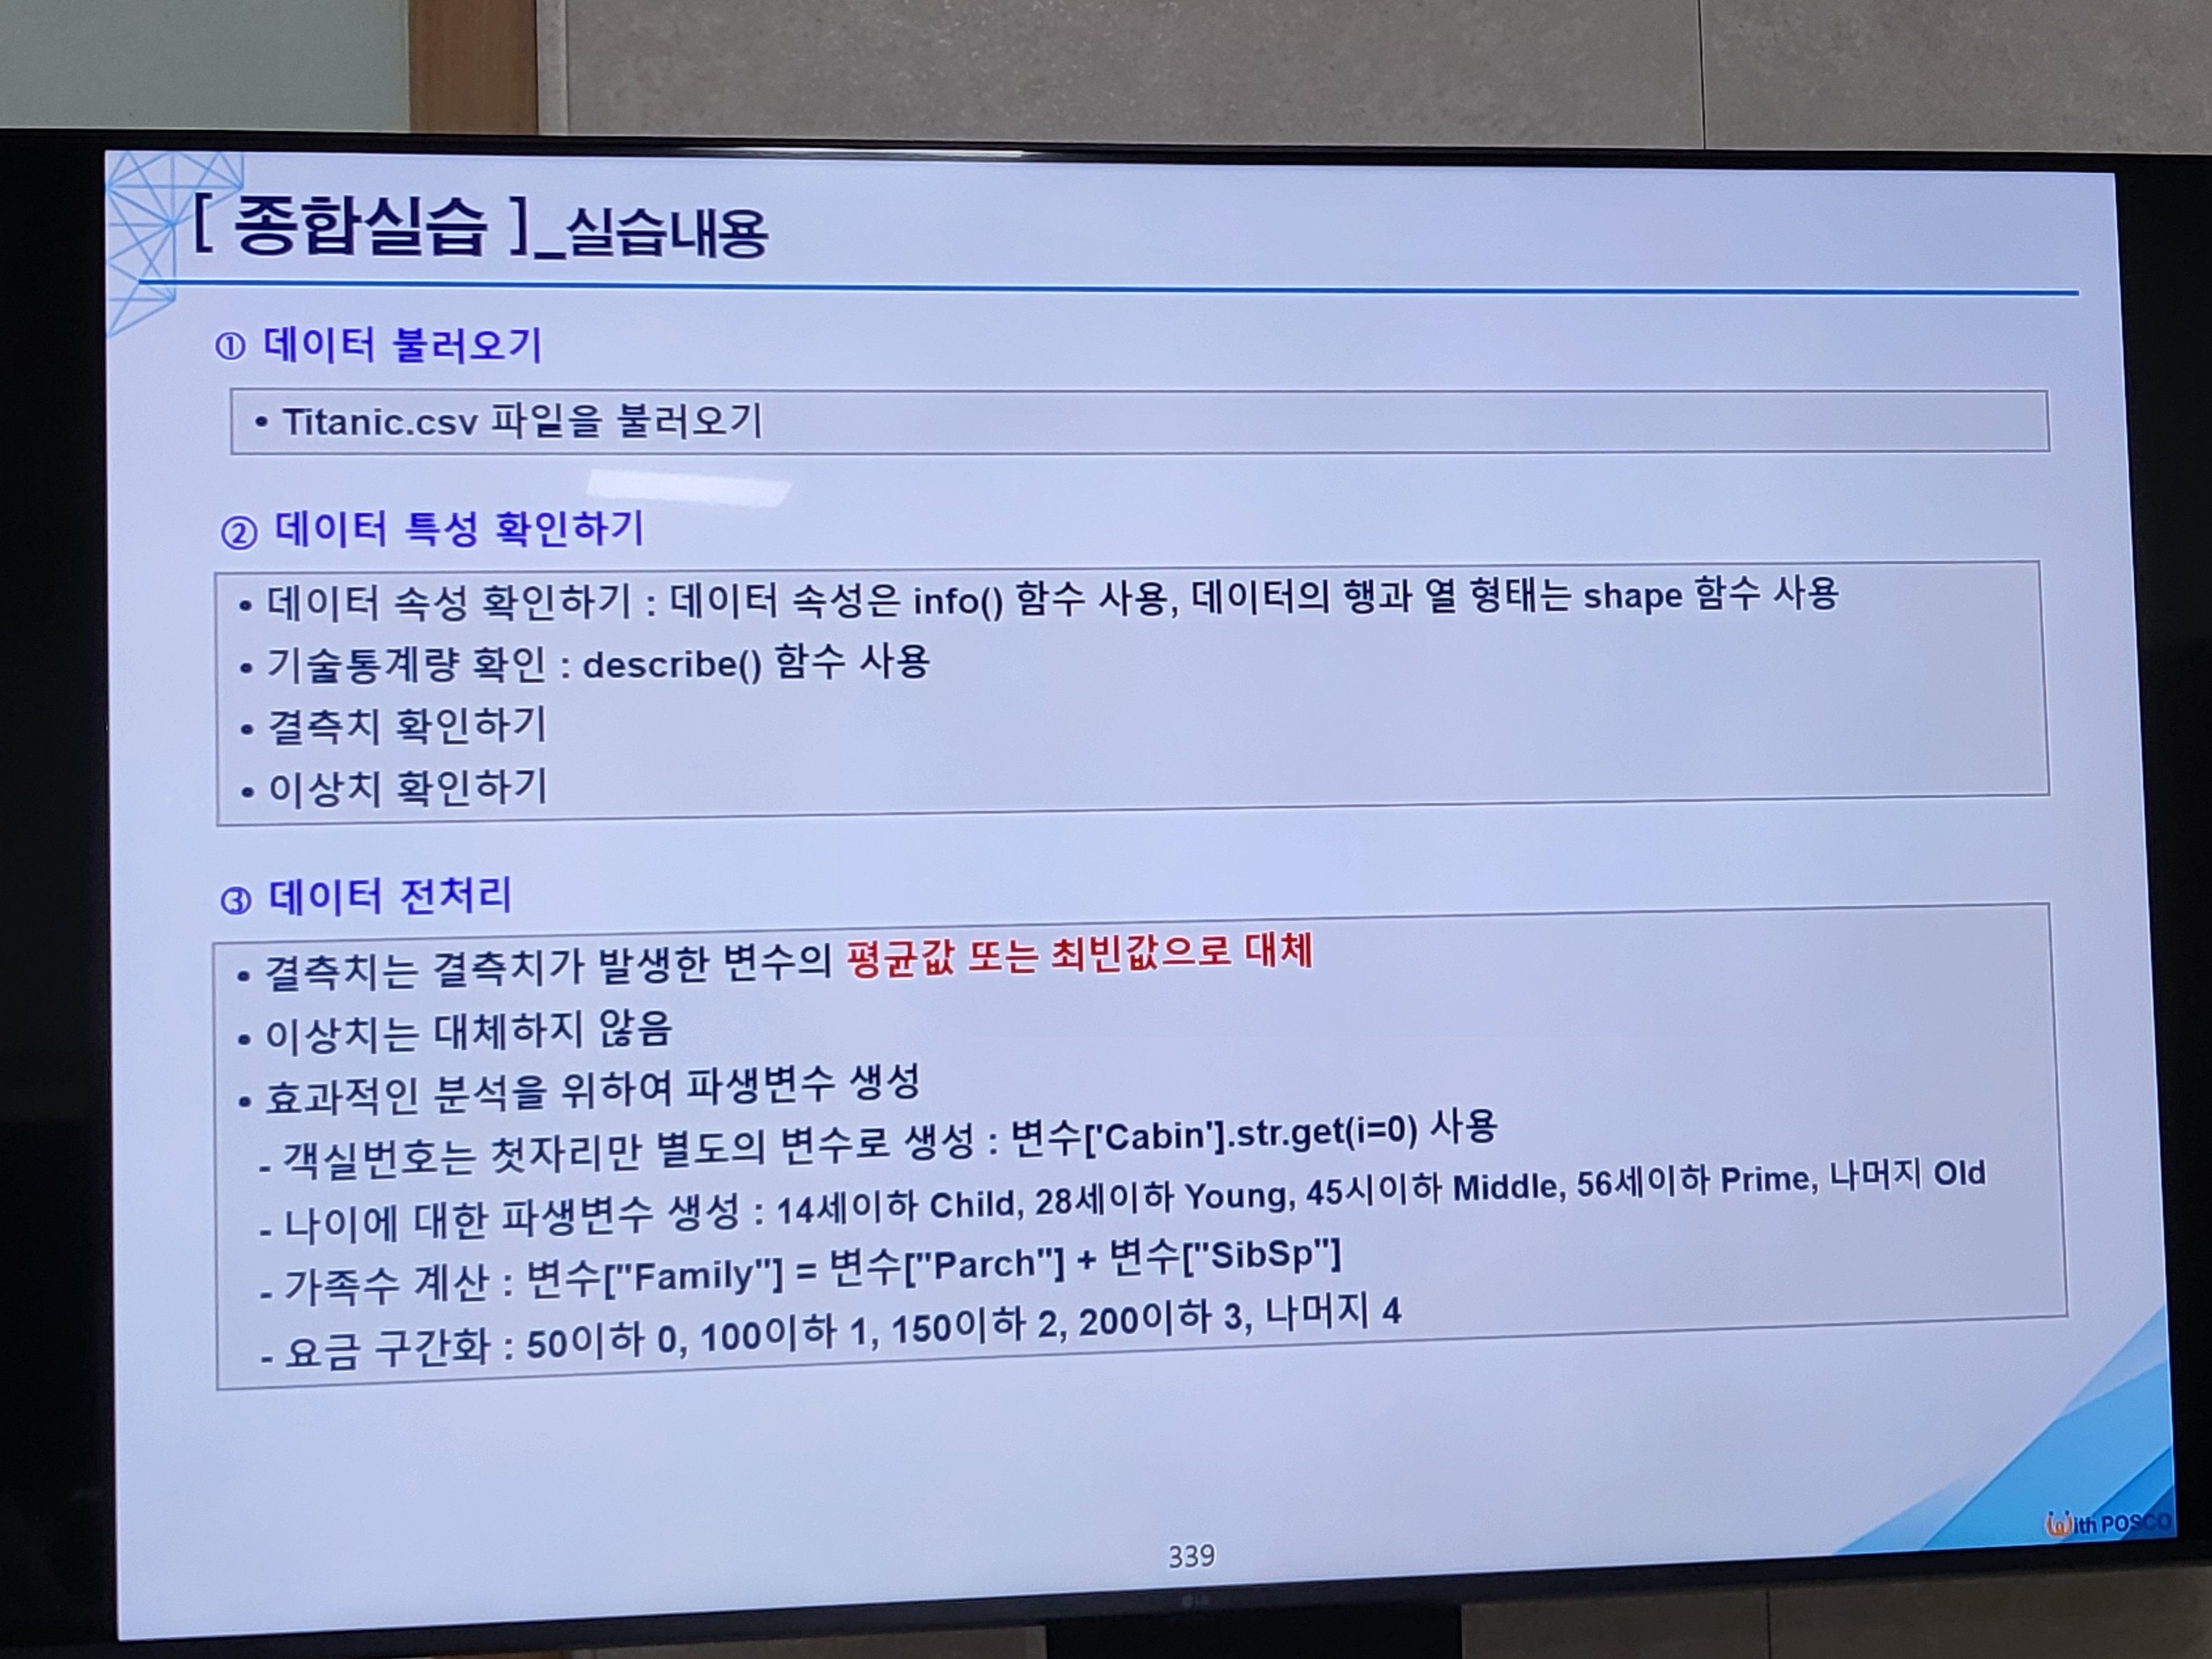 [ 종합실습 ]_실습내용
① 데이터 불러오기
• Titanic.csv 파일을 불러오기
② 데이터 특성 확인하기
• 데이터 속성 확인하기 : 데이터 속성은 info() 함수 사용, 데이터의 행과 열 형태는 shape 함수 사용
• 기술통계량 확인 : describe() 함수 사용
• 결측치 확인하기
• 이상치 확인하기
③ 데이터 전처리
• 결측치는 결측치가 발생한 변수의 평균값 또는 최빈값으로 대체
• 이상치는 대체하지 않음
• 효과적인 분석을 위하여 파생변수 생성
- 객실번호는 첫자리만 별도의 변수로 생성 : 변수['Cabin'].str.get(i=0) 사용
- 나이에 대한 파생변수 생성 : 14세이하 Child, 28세이하 Young, 45시이하 Middle, 56세이하 Prime, 나머지 Old
- 가족수 계산 : 변수["Family"] = 변수["Parch"] + 변수["SibSp"]
- 요금 구간화 : 50이하 0, 100이하 1, 150이하 2, 200이하 3, 나머지 4
With POSCO
339
LG